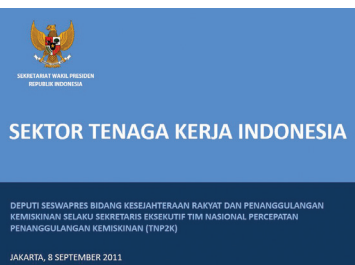 SEKRETARIAT WAKIL PRESIDEN
REPUBLIK INDONESIA
SEKTOR TENAGA KERJA INDONESIA
DEPUTI SESWAPRES BIDANG KESEJAHTERAAN RAKYAT DAN PENANGGULANGAN
KEMISKINAN SELAKU SEKRETARIS EKSEKUTIF TIM NASIONAL PERCEPATAN
PENANGGULANGAN KEMISKINAN (TNP2K)
JAKARTA, 8 SEPTEMBER 2011